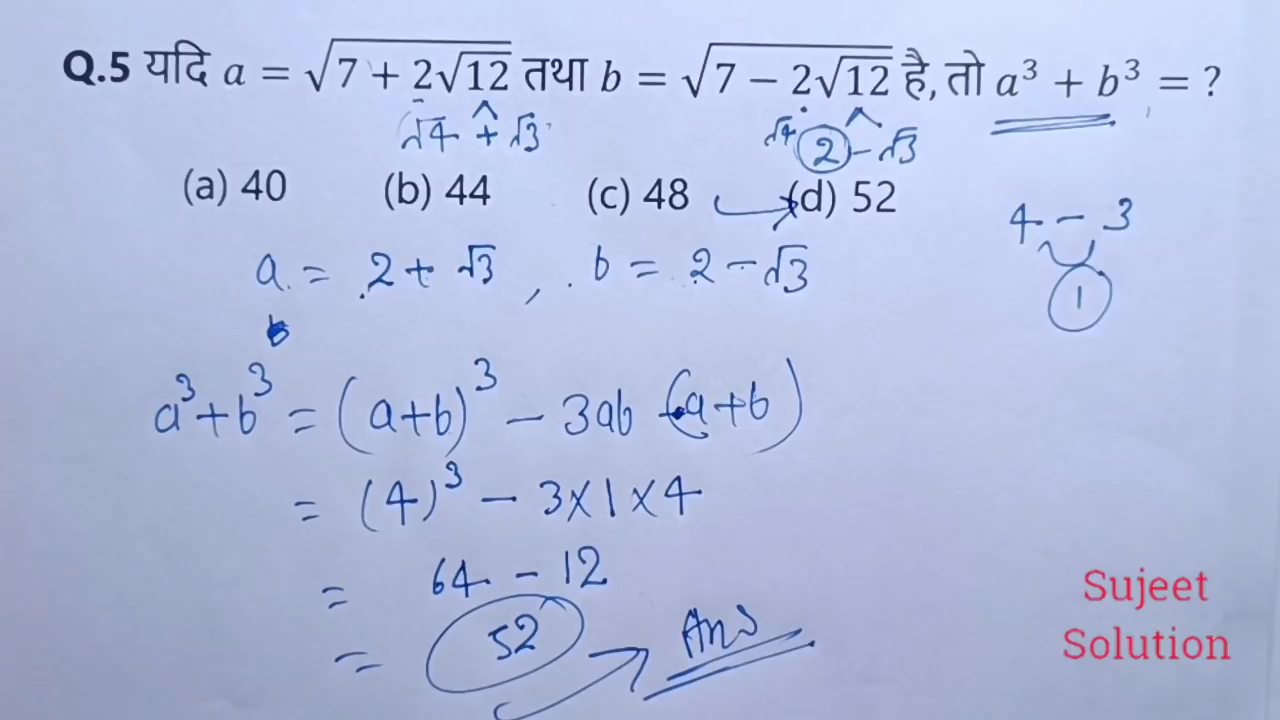 Q.5 यदि a = √7 + 2√12 तथा b = √7 − 2√12 है, तो a³ + b³ = ?
√4 + √3
√4 2 − √3
(a) 40 (b) 44 (c) 48 (d) 52
4 − 3
1
a = 2 + √3 , b = 2 − √3
b
a³ + b³ = (a+b)³ − 3ab (a+b)
= (4)³ − 3×1×4
= 64 − 12
= 52 Ans
Sujeet
Solution